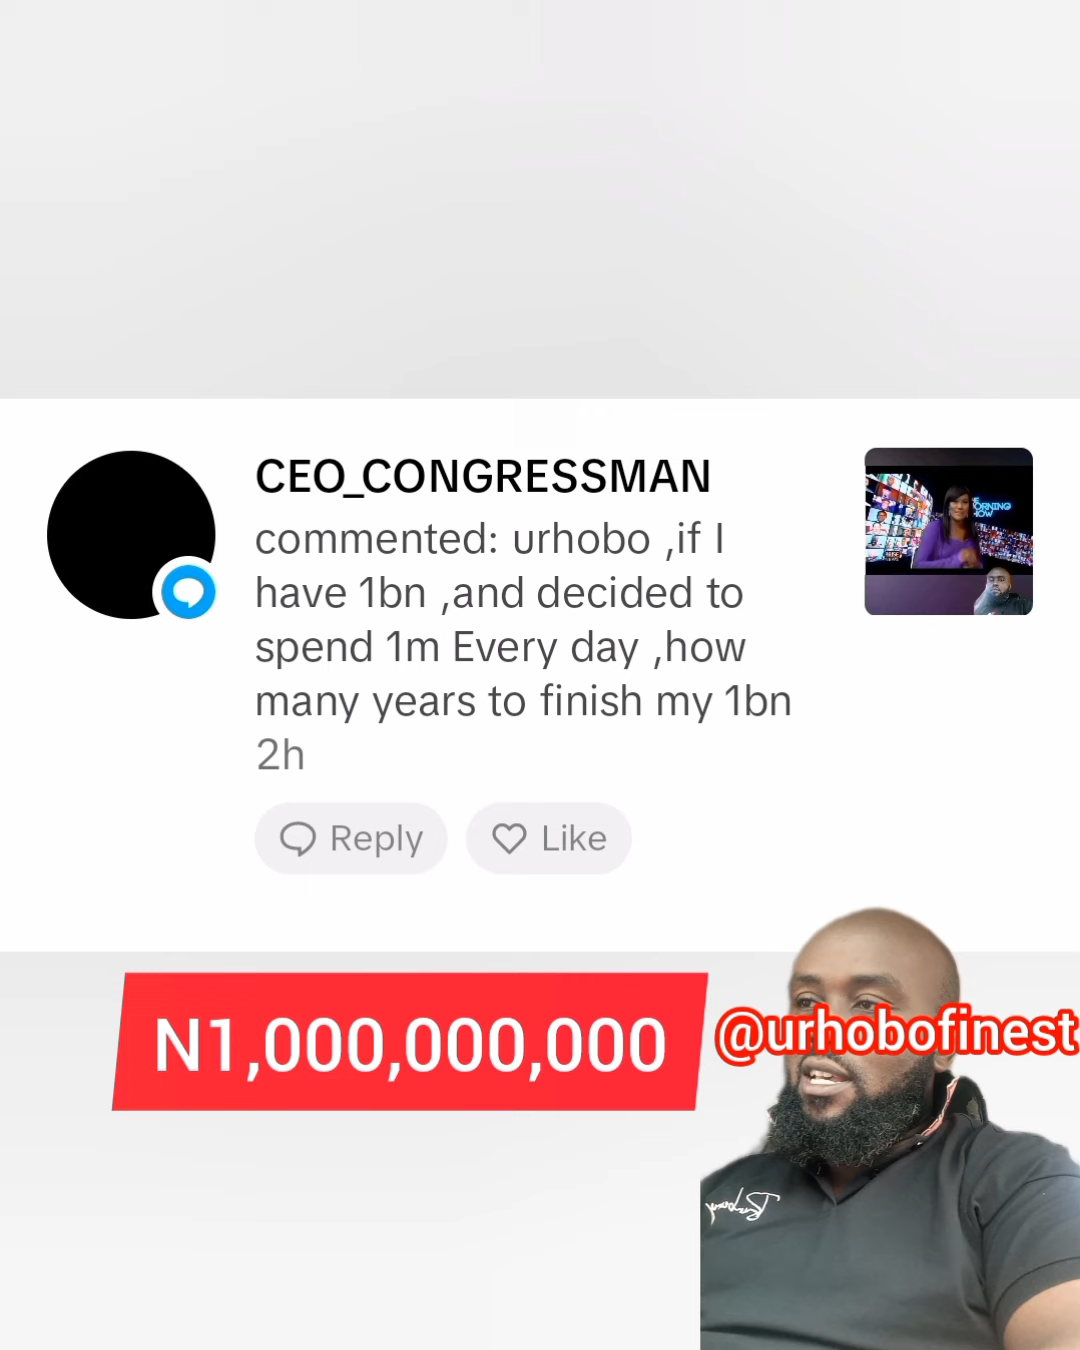 CEO_CONGRESSMAN
commented: urhobo ,if I
have 1bn ,and decided to
spend 1m Every day ,how
many years to finish my 1bn
2h
Reply
Like
N1,000,000,000
@urhobofinest